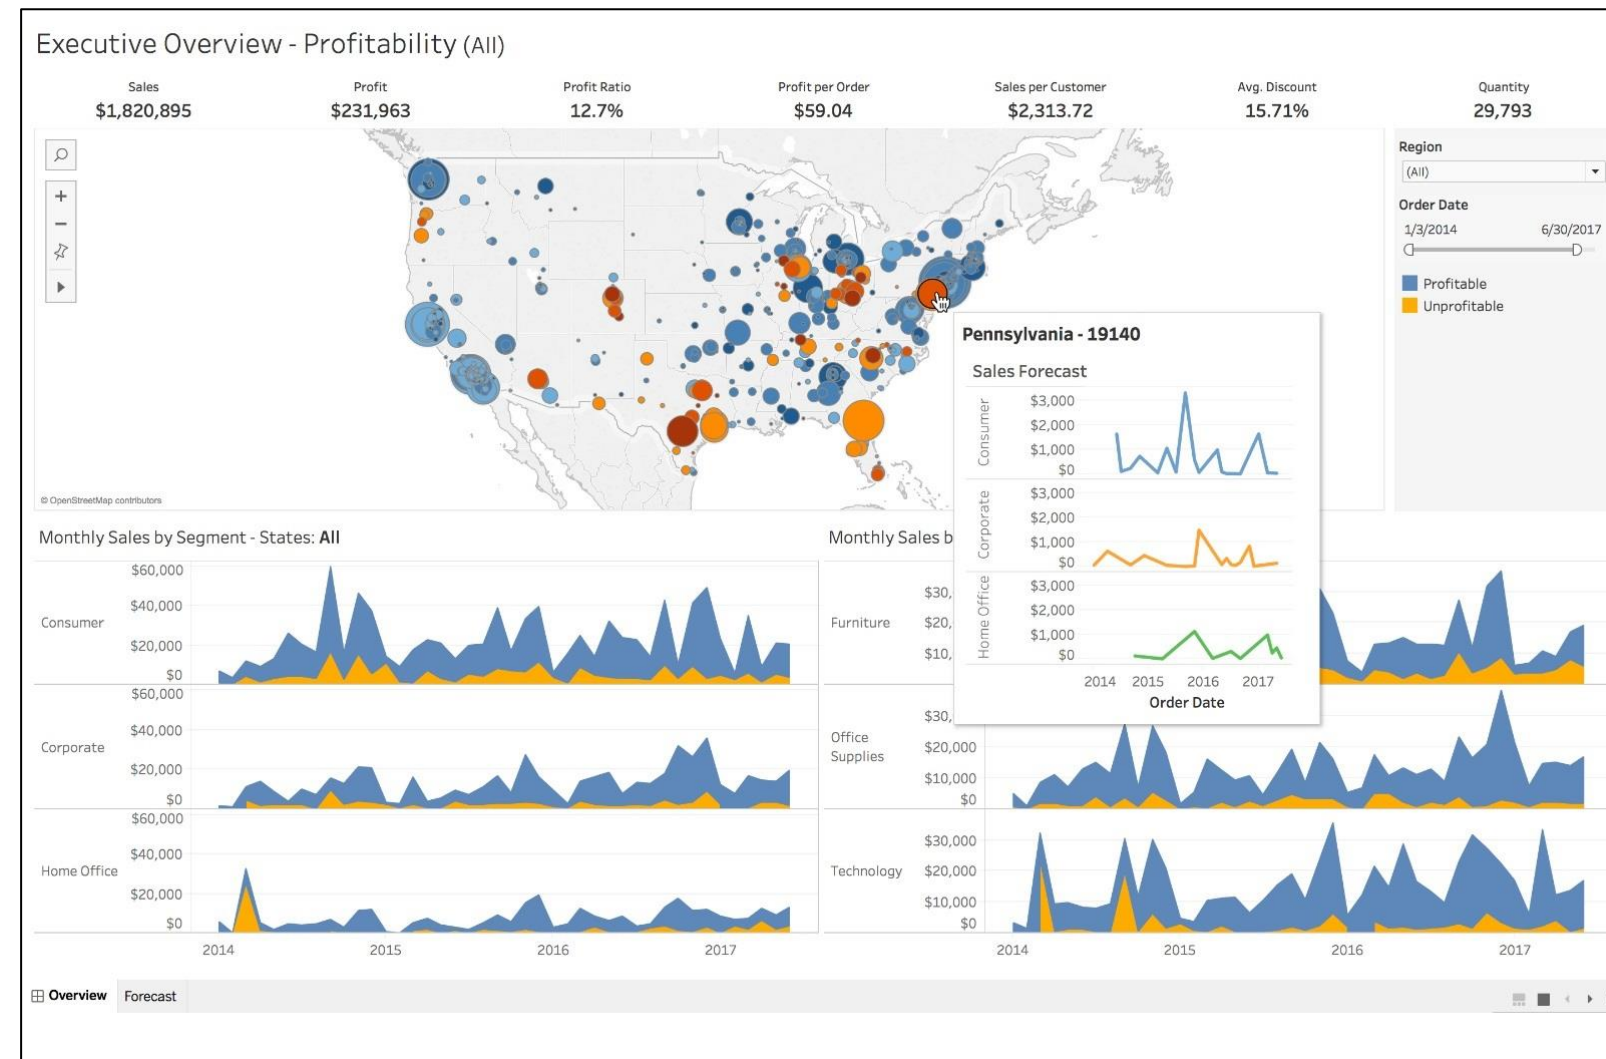 Executive Overview - Profitability (All)
Sales Profit Profit Ratio Profit per Order Sales per Customer Avg. Discount Quantity
$1,820,895 $231,963 12.7% $59.04 $2,313.72 15.71% 29,793
Region
(All)
Order Date
1/3/2014 6/30/2017
Profitable
Unprofitable
© OpenStreetMap contributors
Pennsylvania - 19140
Sales Forecast
Consumer
$3,000
$2,000
$1,000
$0
Corporate
$3,000
$2,000
$1,000
$0
Home Office
$3,000
$2,000
$1,000
$0
2014 2015 2016 2017
Order Date
Monthly Sales by Segment - States: All
Consumer
$60,000
$40,000
$20,000
$0
Corporate
$60,000
$40,000
$20,000
$0
Home Office
$60,000
$40,000
$20,000
$0
2014 2015 2016 2017
Monthly Sales b
Furniture
$30,
$20,
$10,
Office
Supplies
$30,
$20,000
$10,000
$0
Technology
$30,000
$20,000
$10,000
$0
2014 2015 2016 2017
Overview Forecast